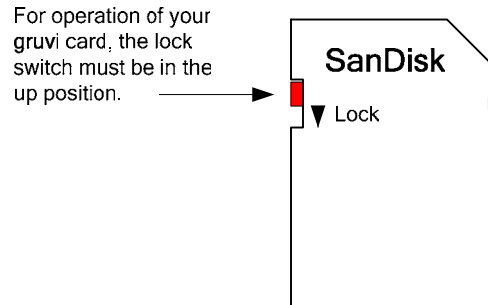 For operation of your
gruvi card, the lock
switch must be in the
up position.
SanDisk
Lock